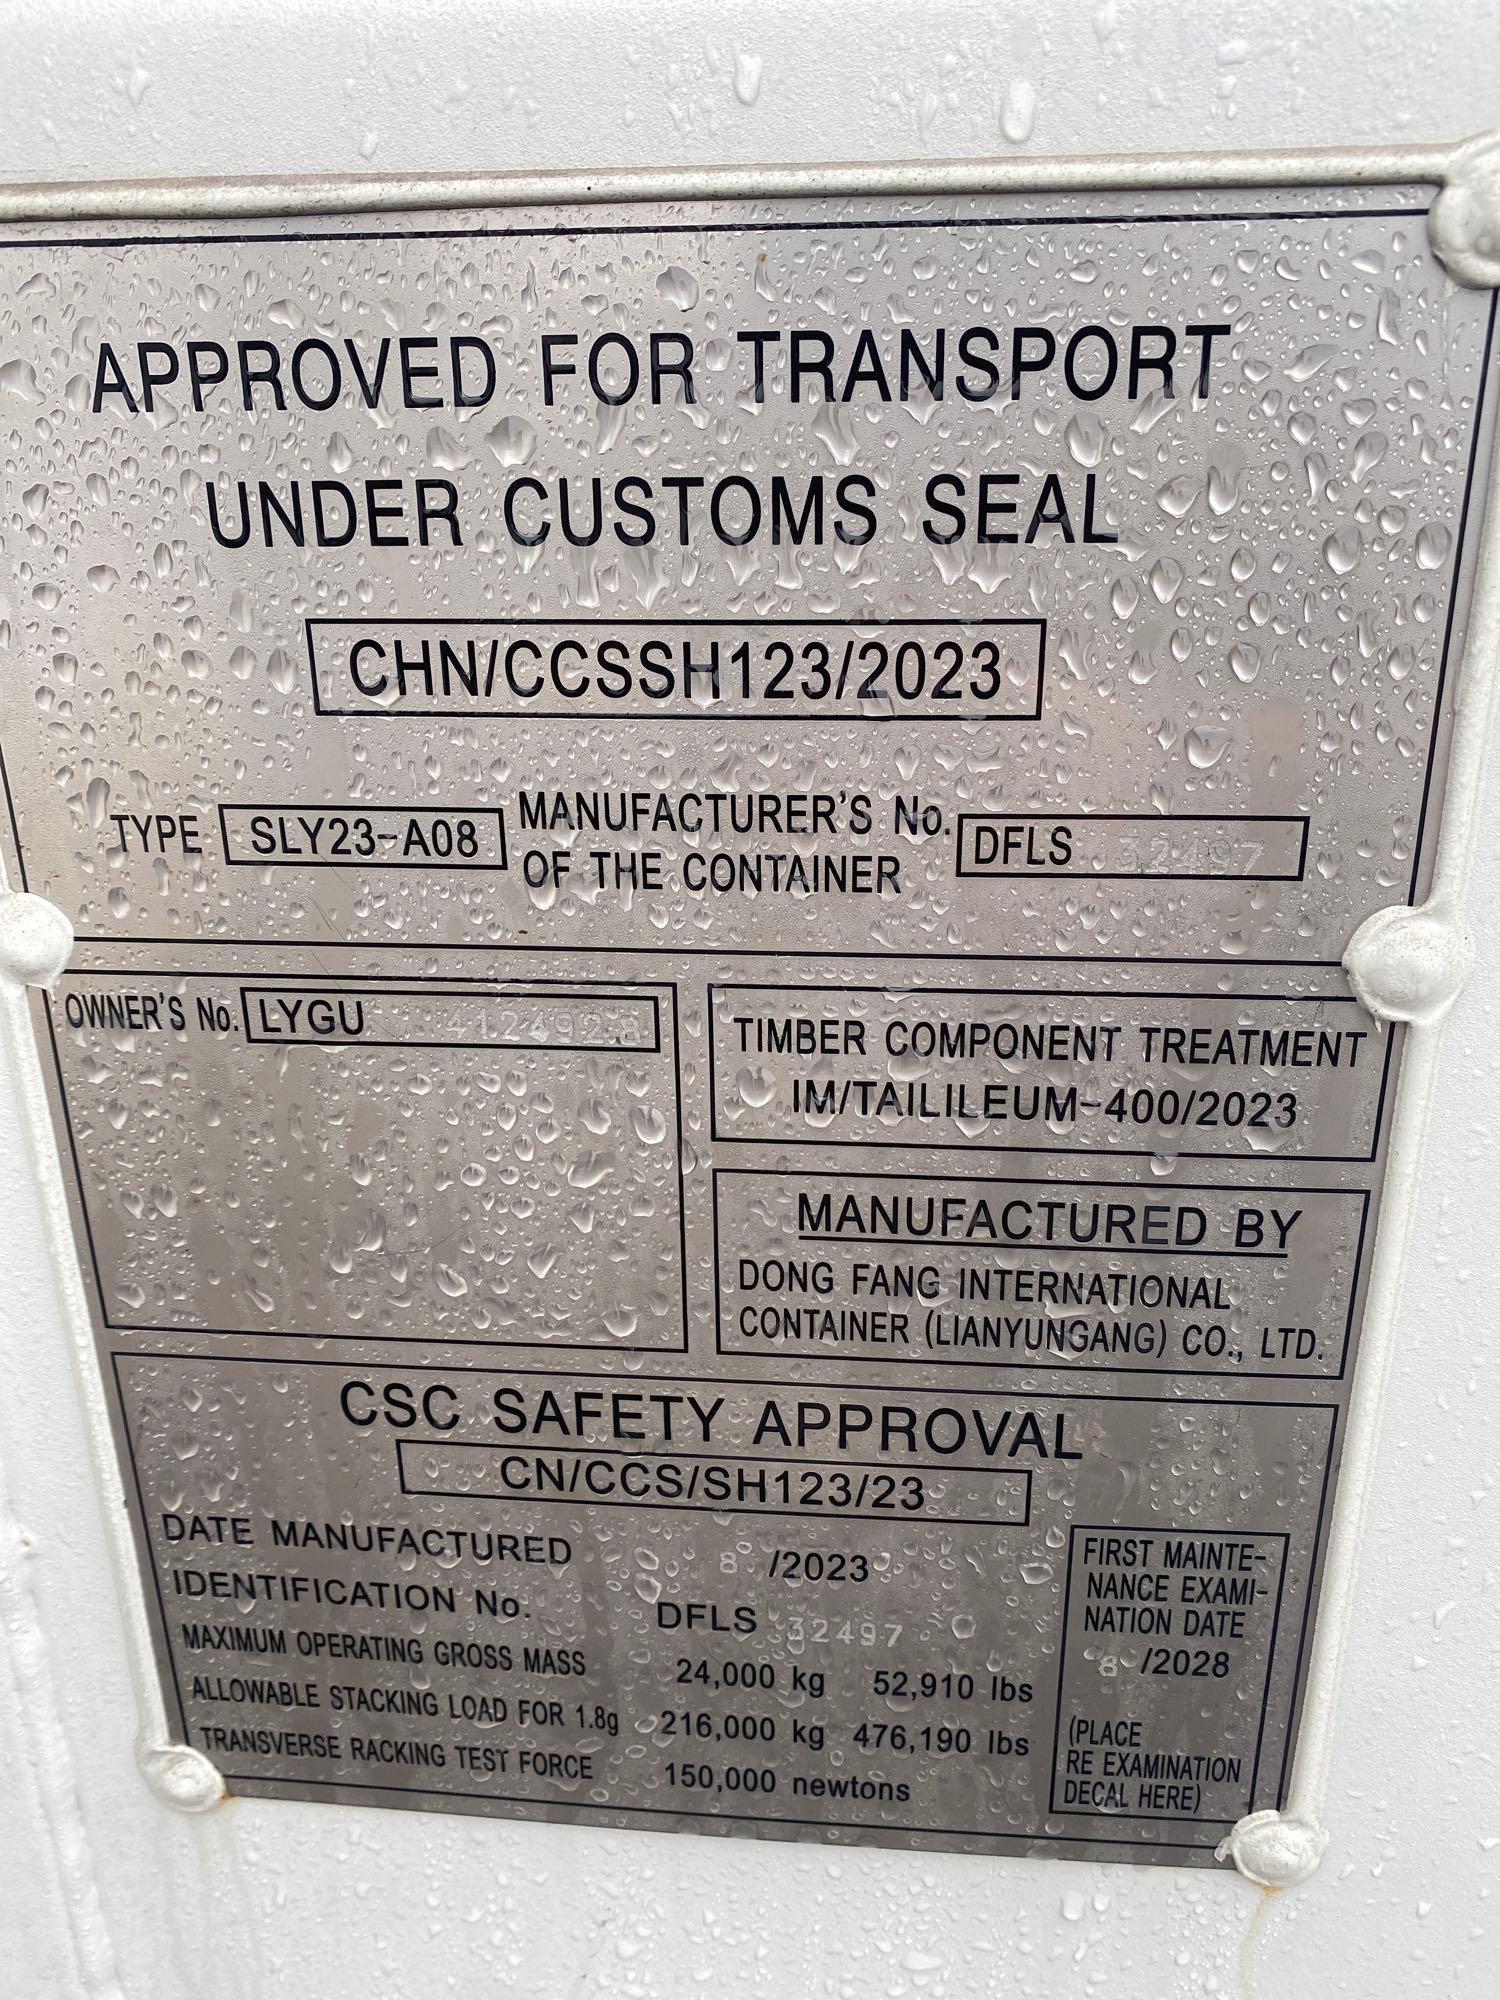 APPROVED FOR TRANSPORT
UNDER CUSTOMS SEAL
CHN/CCSSH123/2023
TYPE SLY23-A08 MANUFACTURER'S No. OF THE CONTAINER DFLS 32497
OWNER'S No. LYGU 4124928
TIMBER COMPONENT TREATMENT
IM/TAILILEUM-400/2023
MANUFACTURED BY
DONG FANG INTERNATIONAL
CONTAINER (LIANYUNGANG) CO., LTD.
CSC SAFETY APPROVAL
CN/CCS/SH123/23
DATE MANUFACTURED 8 /2023
IDENTIFICATION No. DFLS 32497
MAXIMUM OPERATING GROSS MASS 24,000 kg 52,910 lbs
ALLOWABLE STACKING LOAD FOR 1.8g 216,000 kg 476,190 lbs
TRANSVERSE RACKING TEST FORCE 150,000 newtons
FIRST MAINTE-
NANCE EXAMI-
NATION DATE
8 /2028
(PLACE
RE EXAMINATION
DECAL HERE)